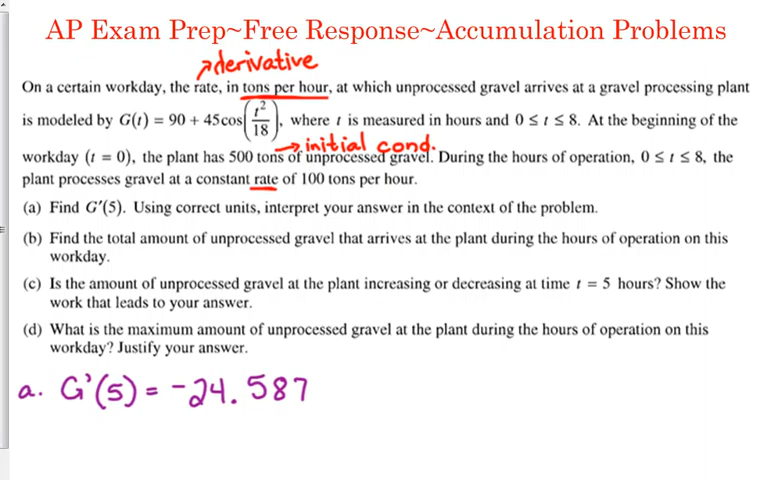 AP Exam Prep~Free Response~Accumulation Problems
derivative
On a certain workday, the rate, in tons per hour, at which unprocessed gravel arrives at a gravel processing plant
is modeled by G(t) = 90 + 45cos(t²/18), where t is measured in hours and 0 ≤ t ≤ 8. At the beginning of the
initial cond.
workday (t = 0), the plant has 500 tons of unprocessed gravel. During the hours of operation, 0 ≤ t ≤ 8, the
plant processes gravel at a constant rate of 100 tons per hour.
(a) Find G′(5). Using correct units, interpret your answer in the context of the problem.
(b) Find the total amount of unprocessed gravel that arrives at the plant during the hours of operation on this
workday.
(c) Is the amount of unprocessed gravel at the plant increasing or decreasing at time t = 5 hours? Show the
work that leads to your answer.
(d) What is the maximum amount of unprocessed gravel at the plant during the hours of operation on this
workday? Justify your answer.
a. G'(5) = -24.587